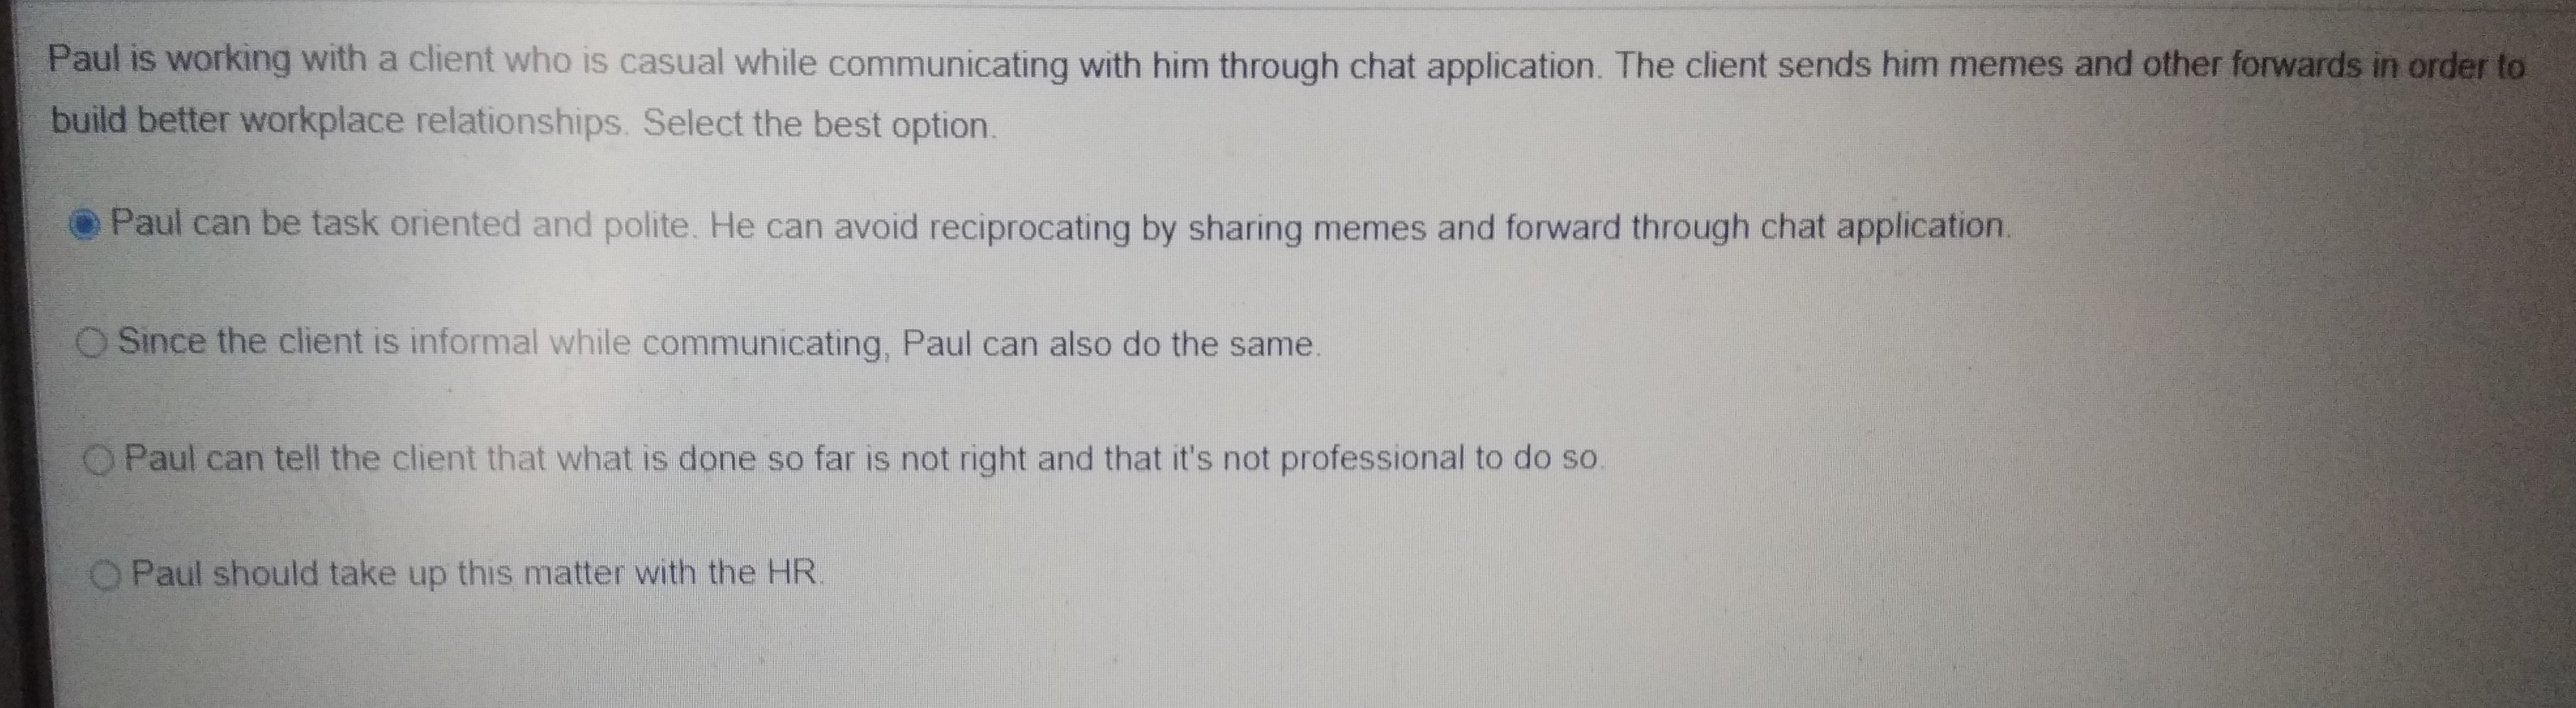 Paul is working with a client who is casual while communicating with him through chat application. The client sends him memes and other forwards in order to
build better workplace relationships. Select the best option.
Paul can be task oriented and polite. He can avoid reciprocating by sharing memes and forward through chat application.
Since the client is informal while communicating, Paul can also do the same.
Paul can tell the client that what is done so far is not right and that it's not professional to do so.
Paul should take up this matter with the HR.